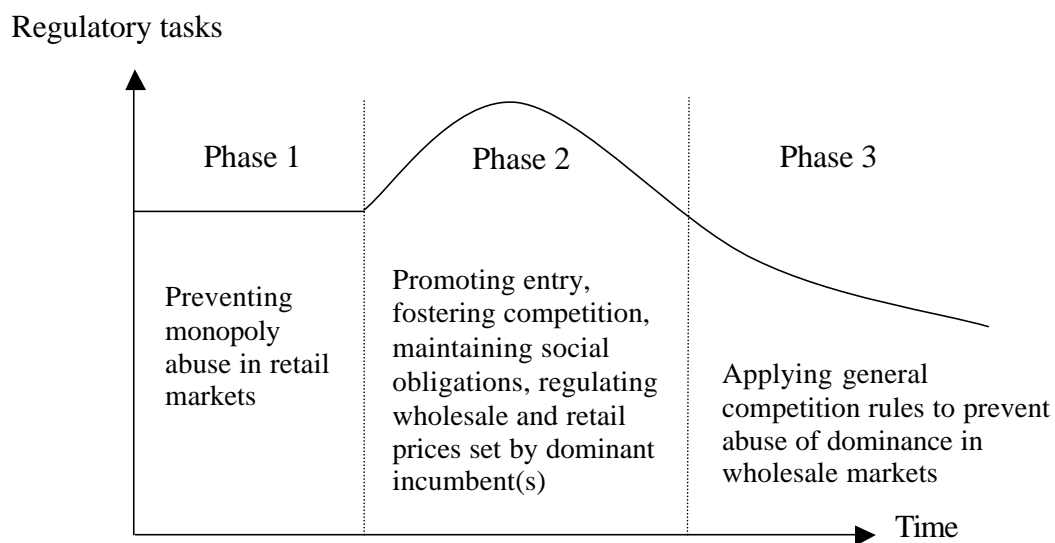 Regulatory tasks
Phase 1
Phase 2
Phase 3
Preventing
monopoly
abuse in retail
markets
Promoting entry,
fostering competition,
maintaining social
obligations, regulating
wholesale and retail
prices set by dominant
incumbent(s)
Applying general
competition rules to prevent
abuse of dominance in
wholesale markets
Time